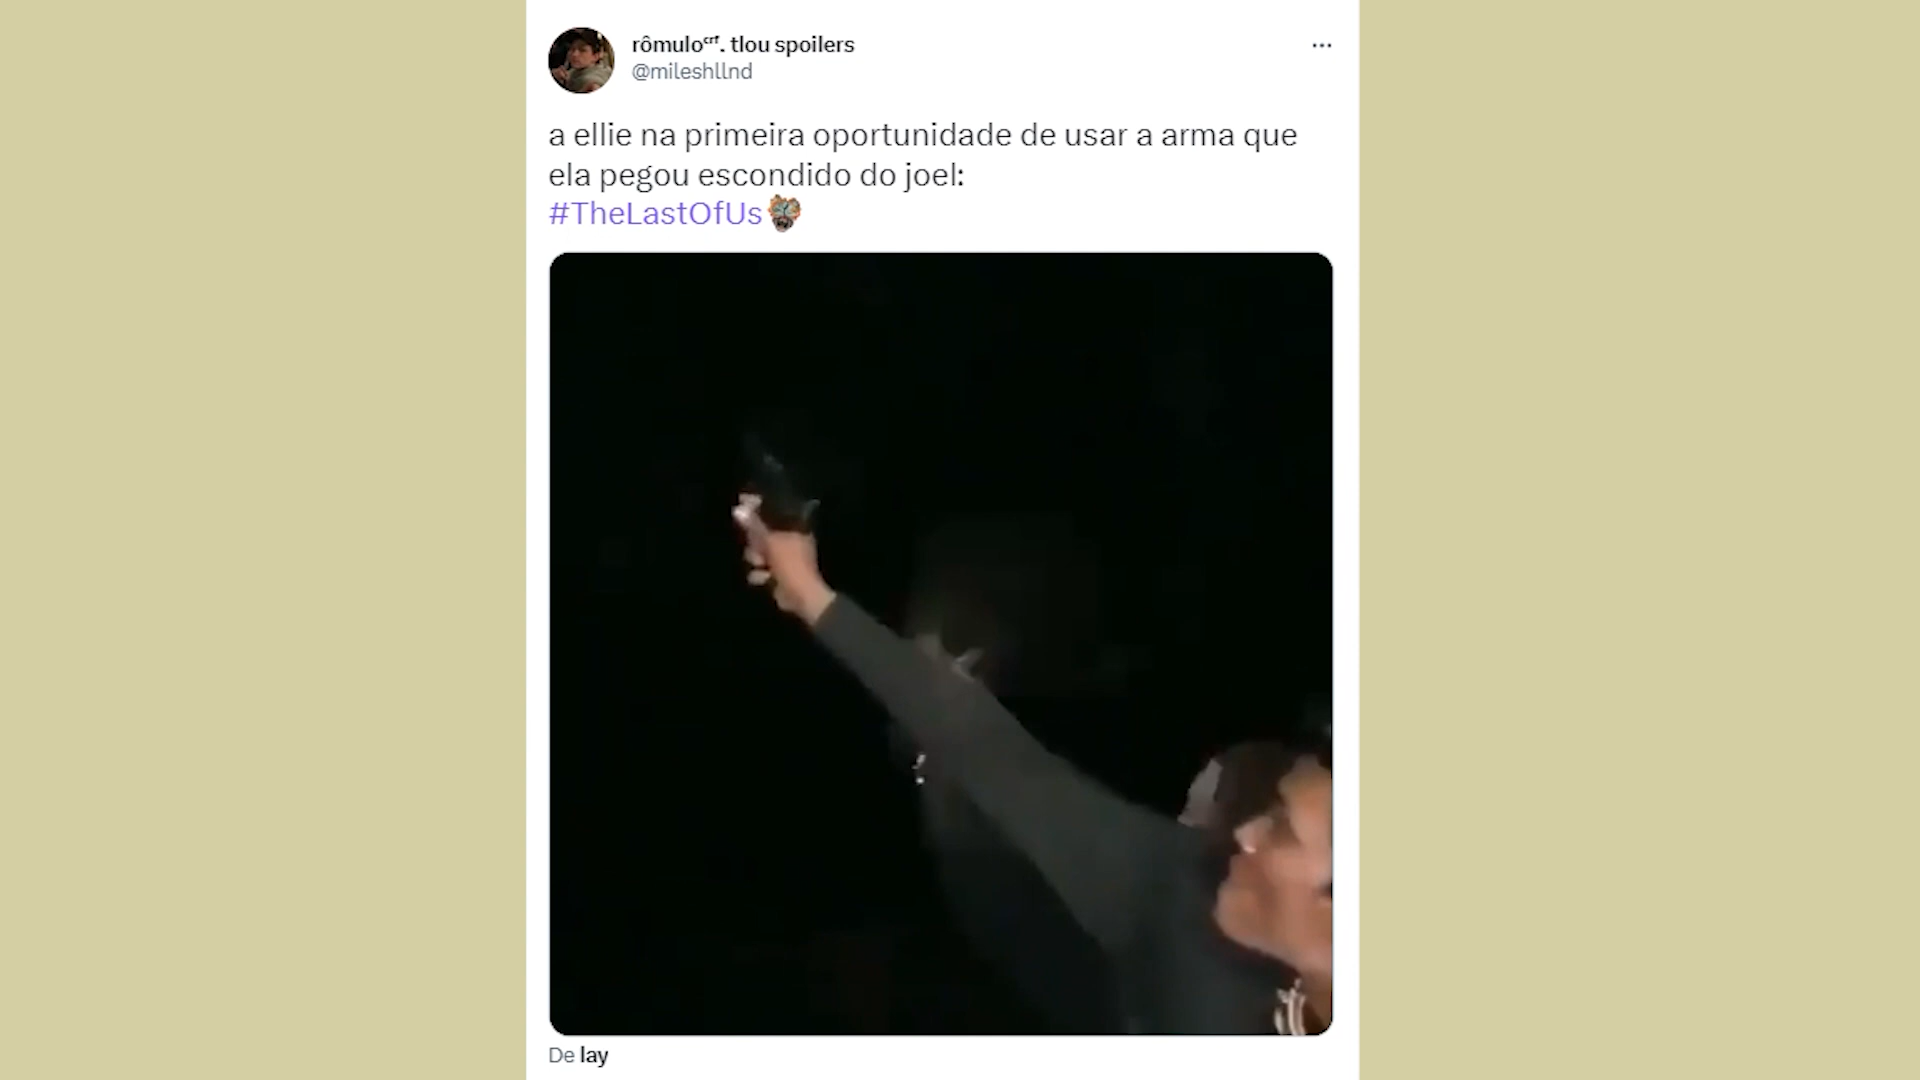 rômuloᶜʳᶠ. tlou spoilers
@mileshllnd
a ellie na primeira oportunidade de usar a arma que
ela pegou escondido do joel:
#TheLastOfUs
De lay